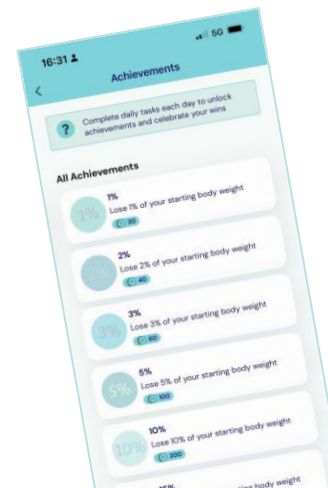 16:31
5G
Achievements
?
Complete daily tasks each day to unlock
achievements and celebrate your wins
All Achievements
1%
1%
Lose 1% of your starting body weight
20
2%
2%
Lose 2% of your starting body weight
40
3%
3%
Lose 3% of your starting body weight
60
5%
5%
Lose 5% of your starting body weight
100
10%
10%
Lose 10% of your starting body weight
200
15%
starting body weight